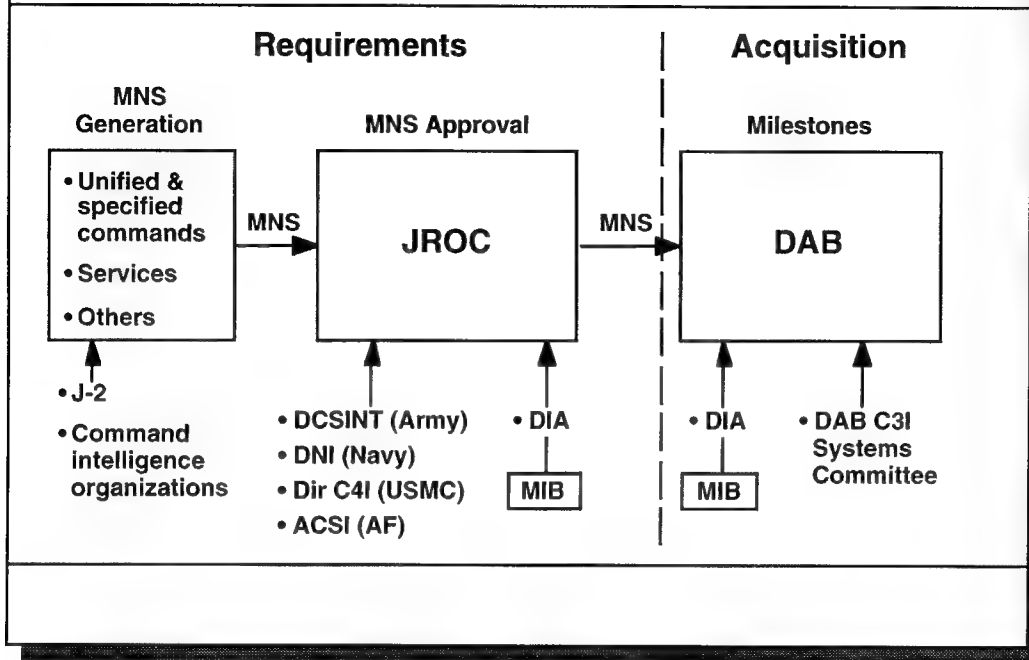 Requirements
Acquisition
MNS
Generation
MNS Approval
Milestones
• Unified &
specified
commands
• Services
• Others
MNS
JROC
MNS
DAB
• J-2
• Command
intelligence
organizations
• DCSINT (Army)
• DNI (Navy)
• Dir C4I (USMC)
• ACSI (AF)
• DIA
MIB
• DIA
MIB
• DAB C3I
Systems
Committee